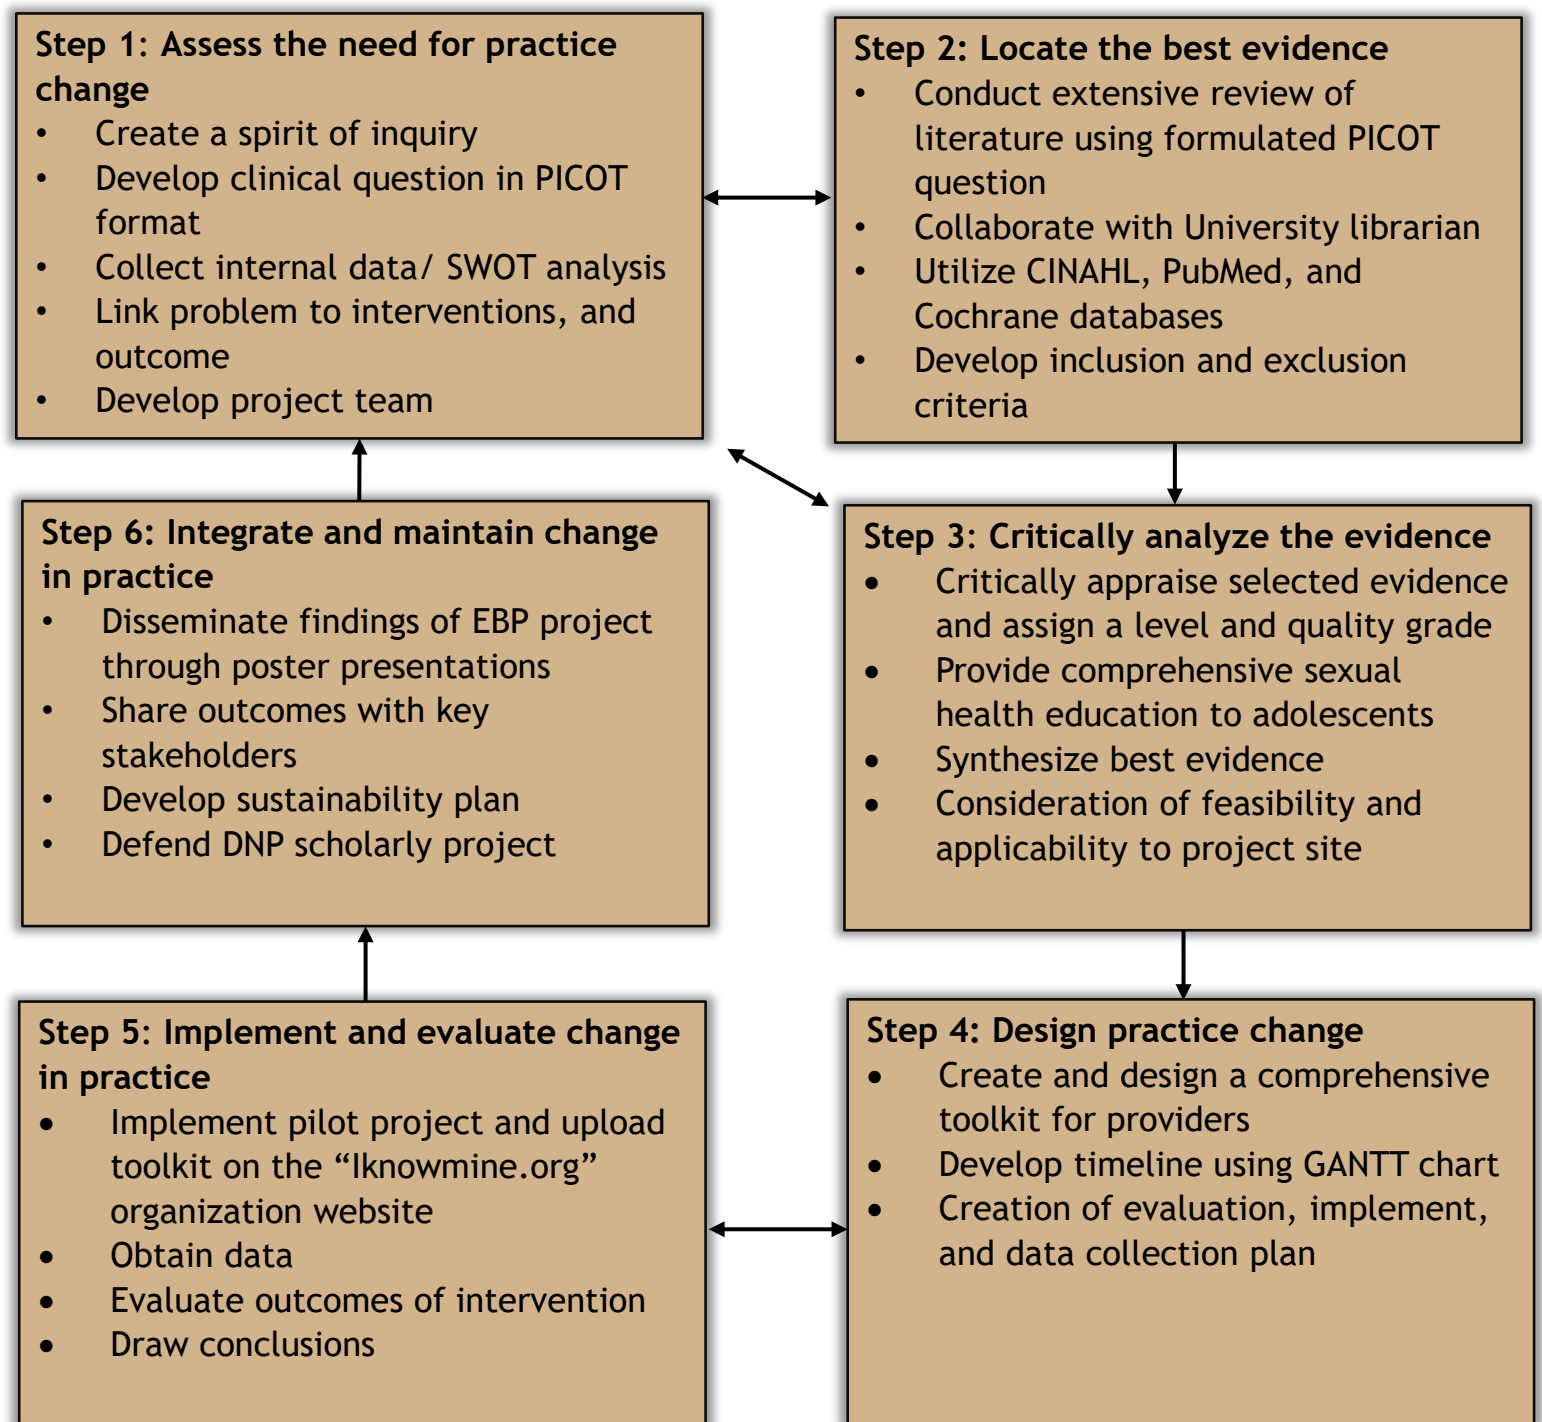 Step 1: Assess the need for practice
change
• Create a spirit of inquiry
• Develop clinical question in PICOT
format
• Collect internal data/ SWOT analysis
• Link problem to interventions, and
outcome
• Develop project team
Step 2: Locate the best evidence
• Conduct extensive review of
literature using formulated PICOT
question
• Collaborate with University librarian
• Utilize CINAHL, PubMed, and
Cochrane databases
• Develop inclusion and exclusion
criteria
Step 3: Critically analyze the evidence
• Critically appraise selected evidence
and assign a level and quality grade
• Provide comprehensive sexual
health education to adolescents
• Synthesize best evidence
• Consideration of feasibility and
applicability to project site
Step 4: Design practice change
• Create and design a comprehensive
toolkit for providers
• Develop timeline using GANTT chart
• Creation of evaluation, implement,
and data collection plan
Step 5: Implement and evaluate change
in practice
• Implement pilot project and upload
toolkit on the “Iknowmine.org”
organization website
• Obtain data
• Evaluate outcomes of intervention
• Draw conclusions
Step 6: Integrate and maintain change
in practice
• Disseminate findings of EBP project
through poster presentations
• Share outcomes with key
stakeholders
• Develop sustainability plan
• Defend DNP scholarly project